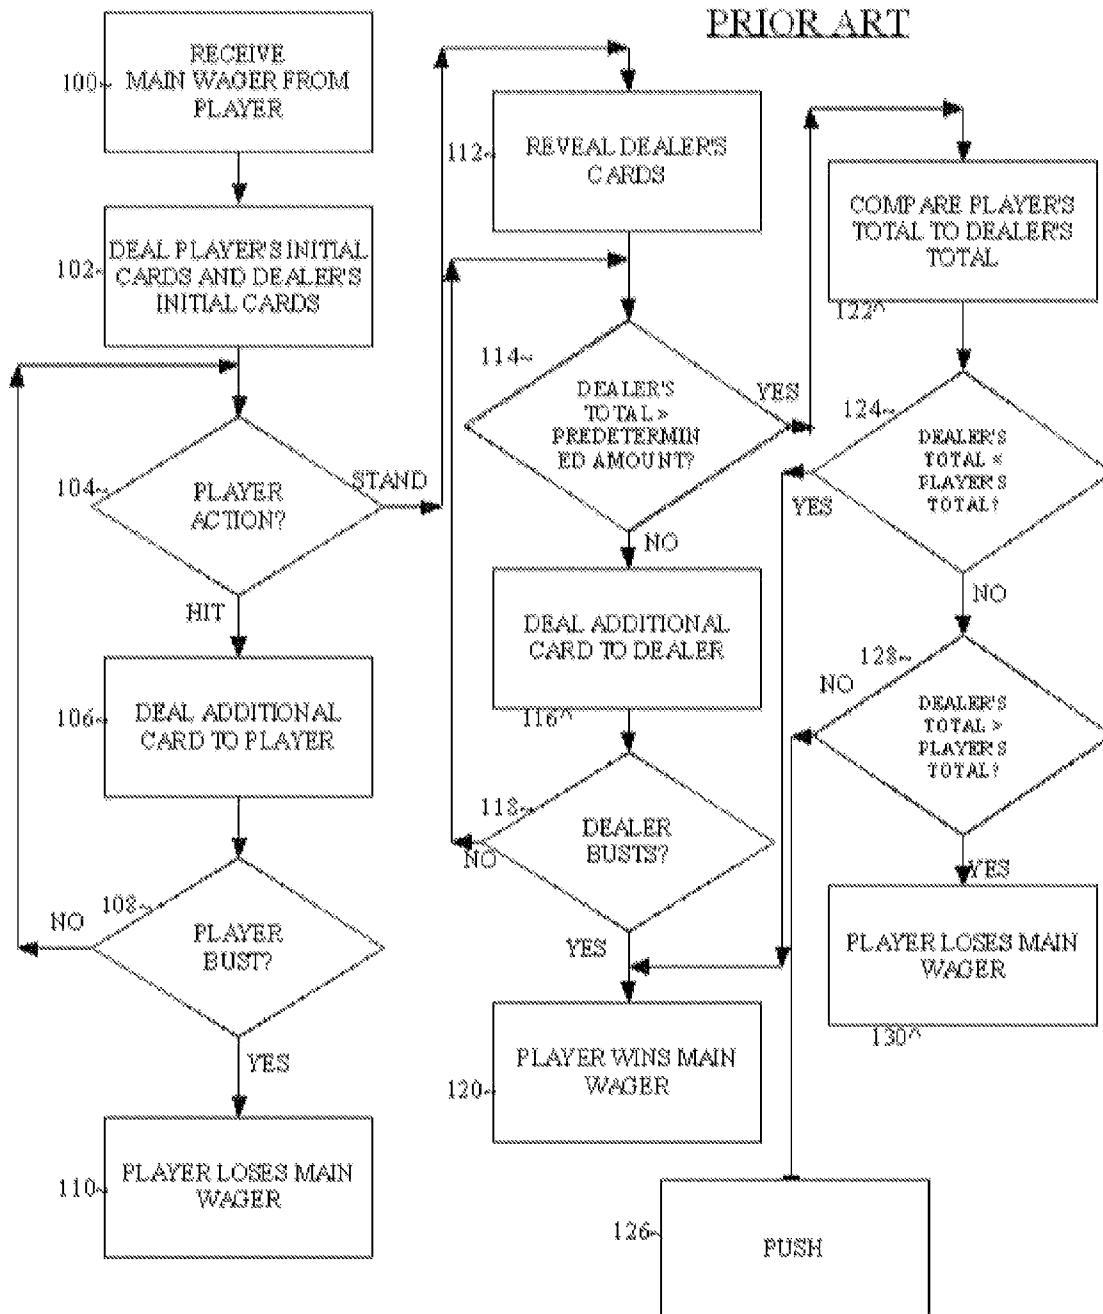 PRIOR ART
100~
RECEIVE
MAIN WAGER FROM
PLAYER
102~
DEAL PLAYER'S INITIAL
CARDS AND DEALER'S
INITIAL CARDS
104~
PLAYER
ACTION?
STAND
HIT
106~
DEAL ADDITIONAL
CARD TO PLAYER
108~
NO
PLAYER
BUST?
YES
110~
PLAYER LOSES MAIN
WAGER
112~
REVEAL DEALER'S
CARDS
114~
DEALER'S
TOTAL >
PREDETERMIN
ED AMOUNT?
YES
NO
DEAL ADDITIONAL
CARD TO DEALER
116^
118~
DEALER
BUSTS?
NO
YES
120~
PLAYER WINS MAIN
WAGER
COMPARE PLAYER'S
TOTAL TO DEALER'S
TOTAL
122^
124~
DEALER'S
TOTAL <
PLAYER'S
TOTAL?
YES
NO
128~
NO
DEALER'S
TOTAL >
PLAYER'S
TOTAL?
YES
PLAYER LOSES MAIN
WAGER
130^
126~
PUSH